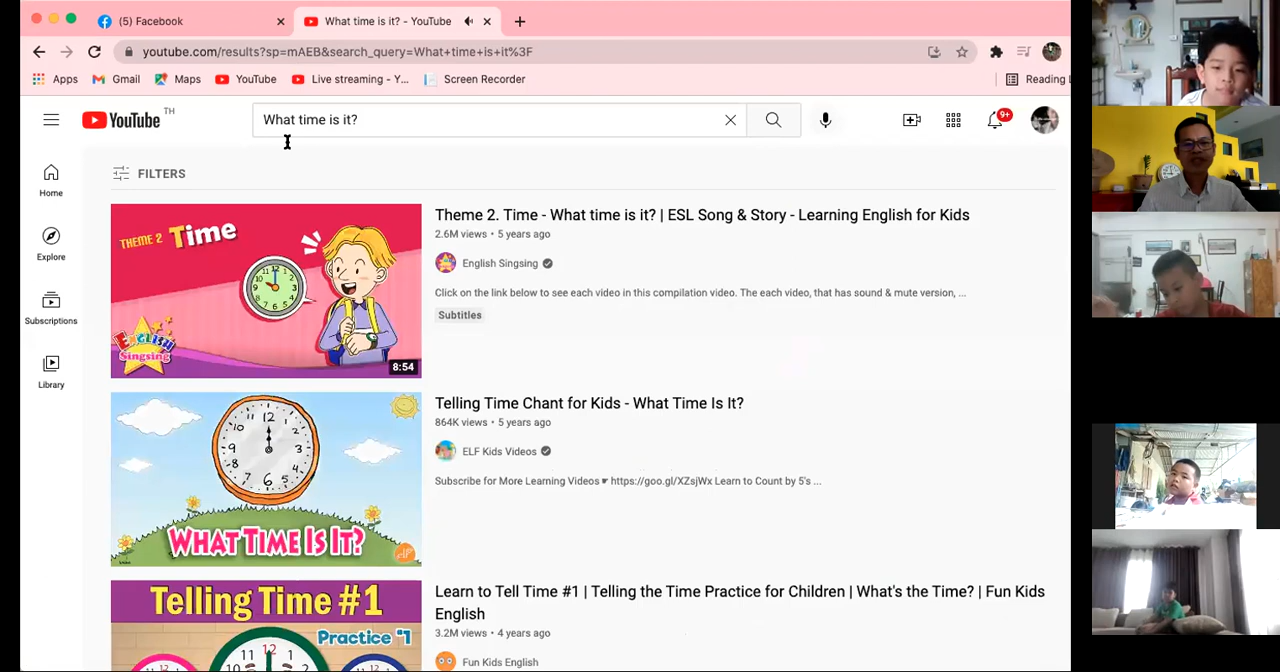 (5) Facebook
What time is it? - YouTube
youtube.com/results?sp=mAEB&search_query=What+time+is+it%3F
Apps
Gmail
Maps
YouTube
Live streaming - Y...
Screen Recorder
Reading L
YouTube TH
What time is it?
9+
Home
Explore
Subscriptions
Library
FILTERS
THEME 2 Time
English Singsing
8:54
Theme 2. Time - What time is it? | ESL Song & Story - Learning English for Kids
2.6M views • 5 years ago
English Singsing
Click on the link below to see each video in this compilation video. The each video, that has sound & mute version, ...
Subtitles
WHAT TIME IS IT?
Telling Time Chant for Kids - What Time Is It?
864K views • 5 years ago
ELF Kids Videos
Subscribe for More Learning Videos ☛ https://goo.gl/XZsjWx Learn to Count by 5's ...
Telling Time #1
Practice #1
Learn to Tell Time #1 | Telling the Time Practice for Children | What's the Time? | Fun Kids
English
3.2M views • 4 years ago
Fun Kids English